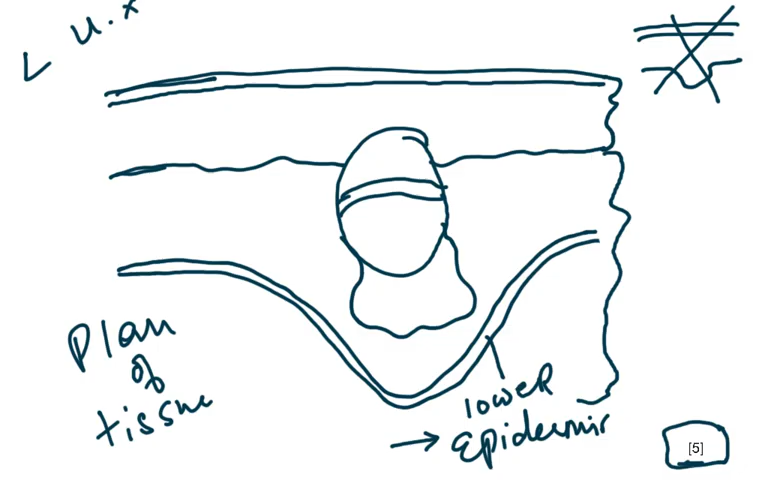 L u.x
Plan
of
tissue
lower
→ Epidermis
[5]